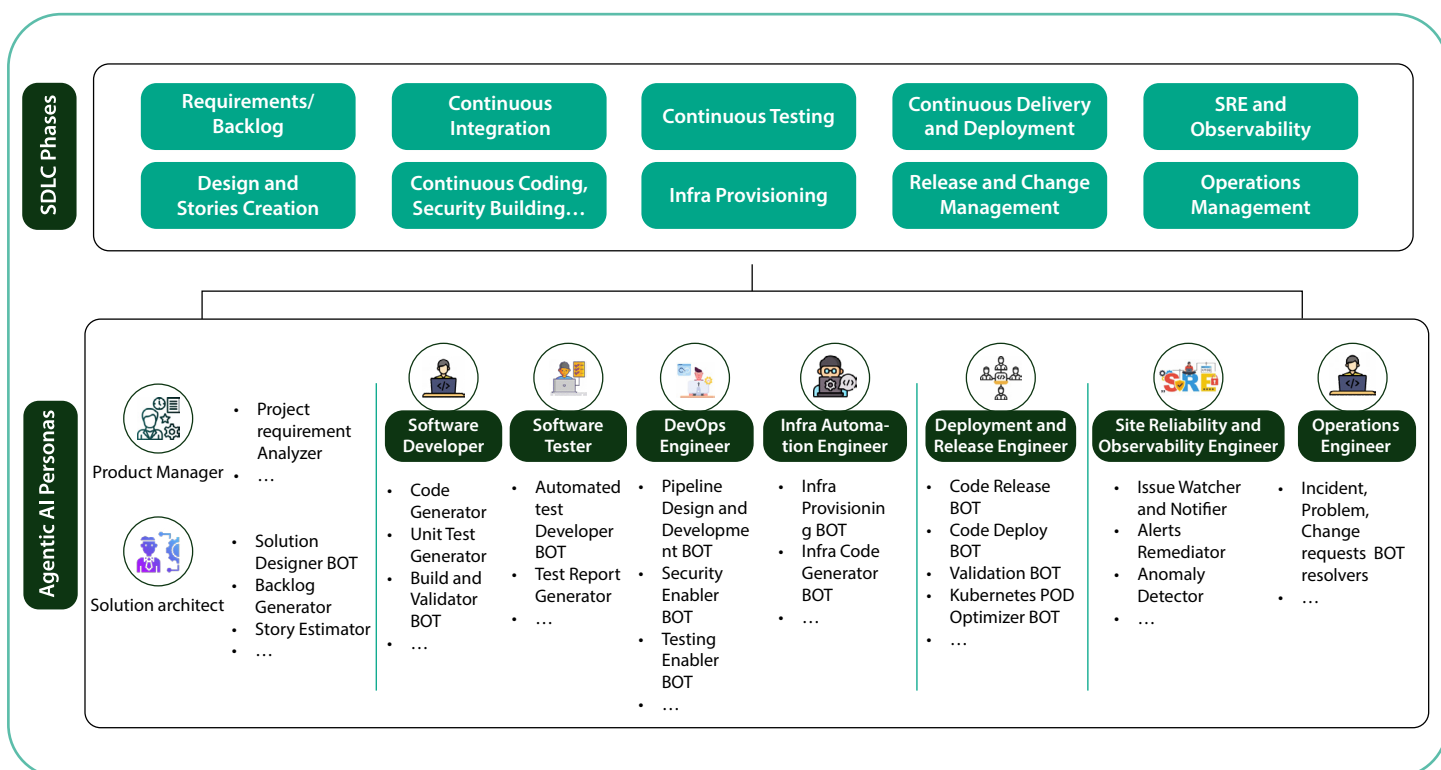 SDLC Phases
Requirements/
Backlog
Continuous
Integration
Continuous Testing
Continuous Delivery
and Deployment
SRE and
Observability
Design and
Stories Creation
Continuous Coding,
Security Building…
Infra Provisioning
Release and Change
Management
Operations
Management
Agentic AI Personas
Product Manager
• Project
requirement
Analyzer
• …
Solution architect
• Solution
Designer BOT
• Backlog
Generator
• Story Estimator
• …
Software
Developer
• Code
Generator
• Unit Test
Generator
• Build and
Validator
BOT
• …
Software
Tester
• Automated
test
Developer
BOT
• Test Report
Generator
• …
DevOps
Engineer
• Pipeline
Design and
Developme
nt BOT
• Security
Enabler
BOT
• Testing
Enabler
BOT
• …
Infra Automa-
tion Engineer
• Infra
Provisionin
g BOT
• Infra Code
Generator
BOT
• …
Deployment and
Release Engineer
• Code Release
BOT
• Code Deploy
BOT
• Validation BOT
• Kubernetes POD
Optimizer BOT
• …
SRE
Site Reliability and
Observability Engineer
• Issue Watcher
and Notifier
• Alerts
Remediator
• Anomaly
Detector
• …
Operations
Engineer
• Incident,
Problem,
Change
requests BOT
resolvers
• …